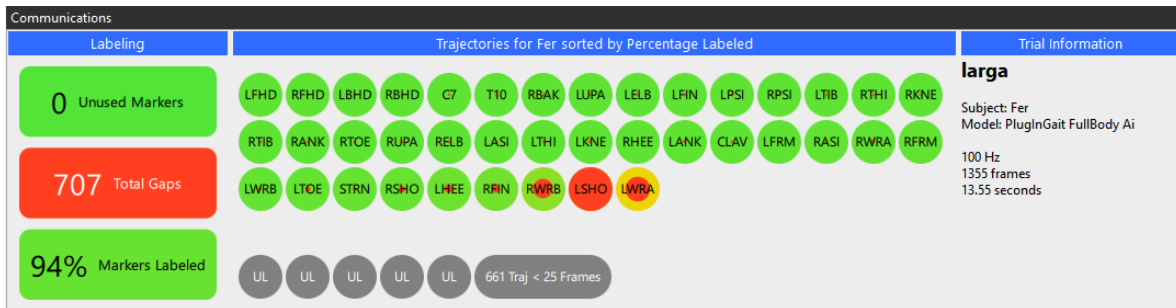 Communications
Labeling
Trajectories for Fer sorted by Percentage Labeled
Trial Information
0 Unused Markers
707 Total Gaps
94% Markers Labeled
LFHD RFHD LBHD RBHD C7 T10 RBAK LUPA LELB LFIN LPSI RPSI LTIB RTHI RKNE
RTIB RANK RTOE RUPA RELB LASI LTHI LKNE RHEE LANK CLAV LFRM RASI RWRA RFRM
LWRB LTOE STRN RSHO LHEE RFIN RWRB LSHO LWRA
UL UL UL UL UL 661 Traj < 25 Frames
larga
Subject: Fer
Model: PlugInGait FullBody Ai
100 Hz
1355 frames
13.55 seconds